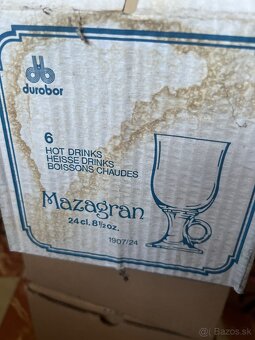 durobor
6
HOT DRINKS
HEISSE DRINKS
BOISSONS CHAUDES
Mazagran
24 cl. 8½ oz.
1907/24
© bazos.sk